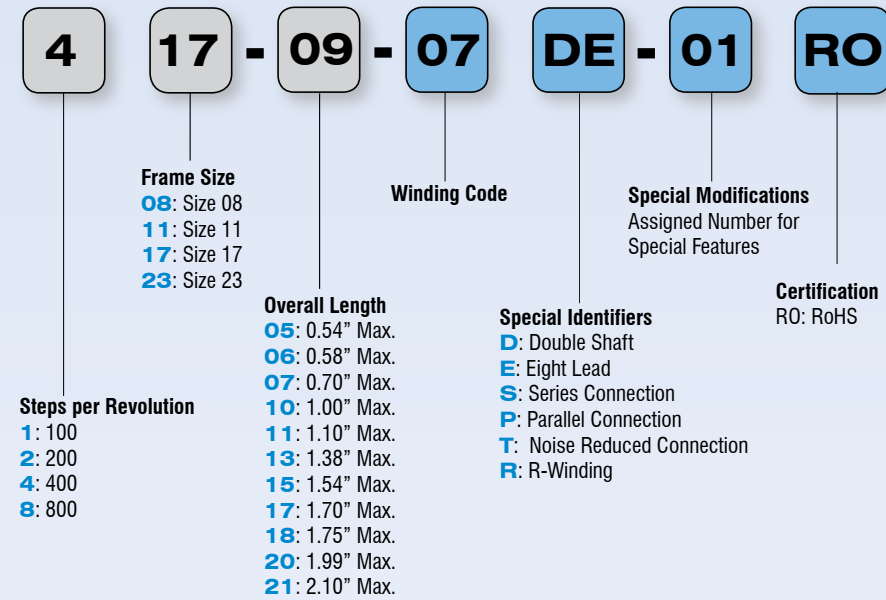 4 17 - 09 - 07 DE - 01 RO
Frame Size
08: Size 08
11: Size 11
17: Size 17
23: Size 23
Winding Code
Special Modifications
Assigned Number for
Special Features
Certification
RO: RoHS
Overall Length
05: 0.54” Max.
06: 0.58” Max.
07: 0.70” Max.
10: 1.00” Max.
11: 1.10” Max.
13: 1.38” Max.
15: 1.54” Max.
17: 1.70” Max.
18: 1.75” Max.
20: 1.99” Max.
21: 2.10” Max.
Special Identifiers
D: Double Shaft
E: Eight Lead
S: Series Connection
P: Parallel Connection
T: Noise Reduced Connection
R: R-Winding
Steps per Revolution
1: 100
2: 200
4: 400
8: 800